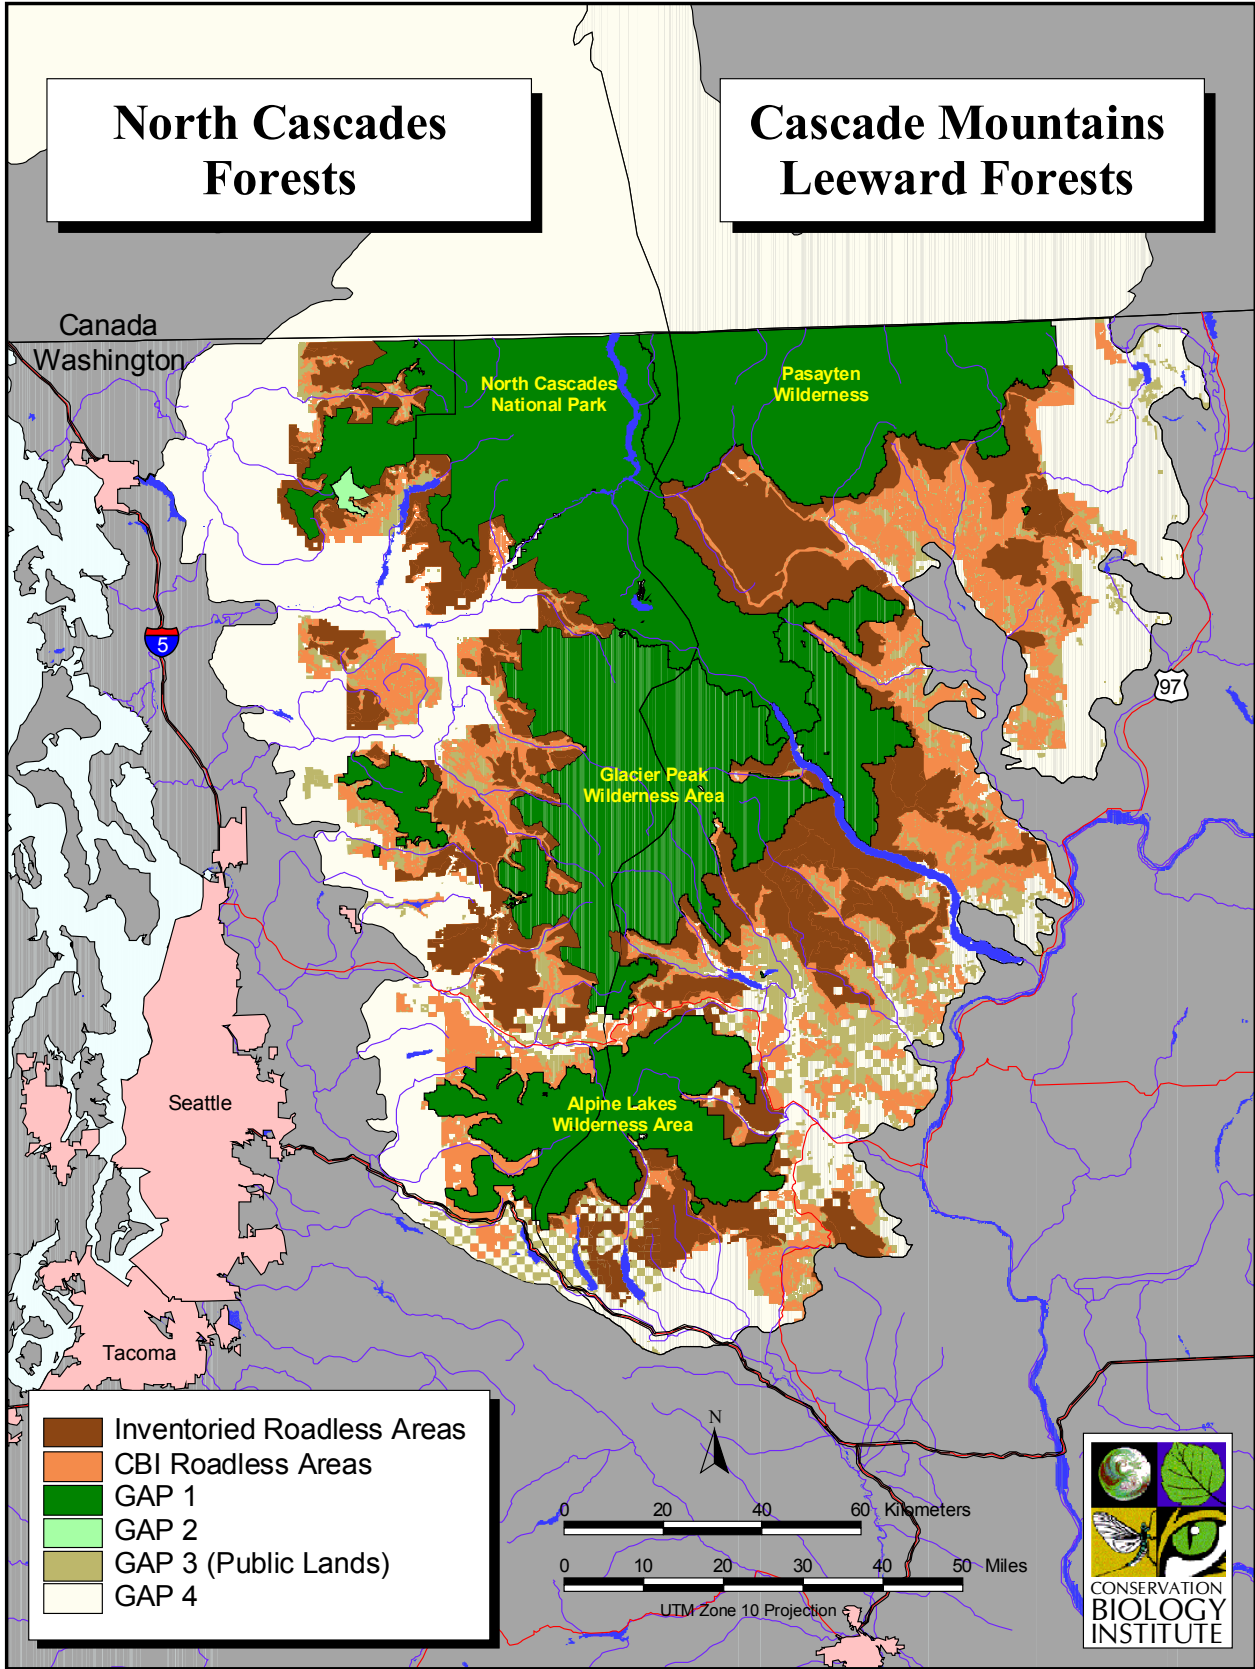 North Cascades
Forests
Cascade Mountains
Leeward Forests
Canada
Washington
North Cascades
National Park
Pasayten
Wilderness
5
97
Glacier Peak
Wilderness Area
Alpine Lakes
Wilderness Area
Seattle
Tacoma
Inventoried Roadless Areas
CBI Roadless Areas
GAP 1
GAP 2
GAP 3 (Public Lands)
GAP 4
N
0 20 40 60 Kilometers
0 10 20 30 40 50 Miles
UTM Zone 10 Projection
CONSERVATION
BIOLOGY
INSTITUTE